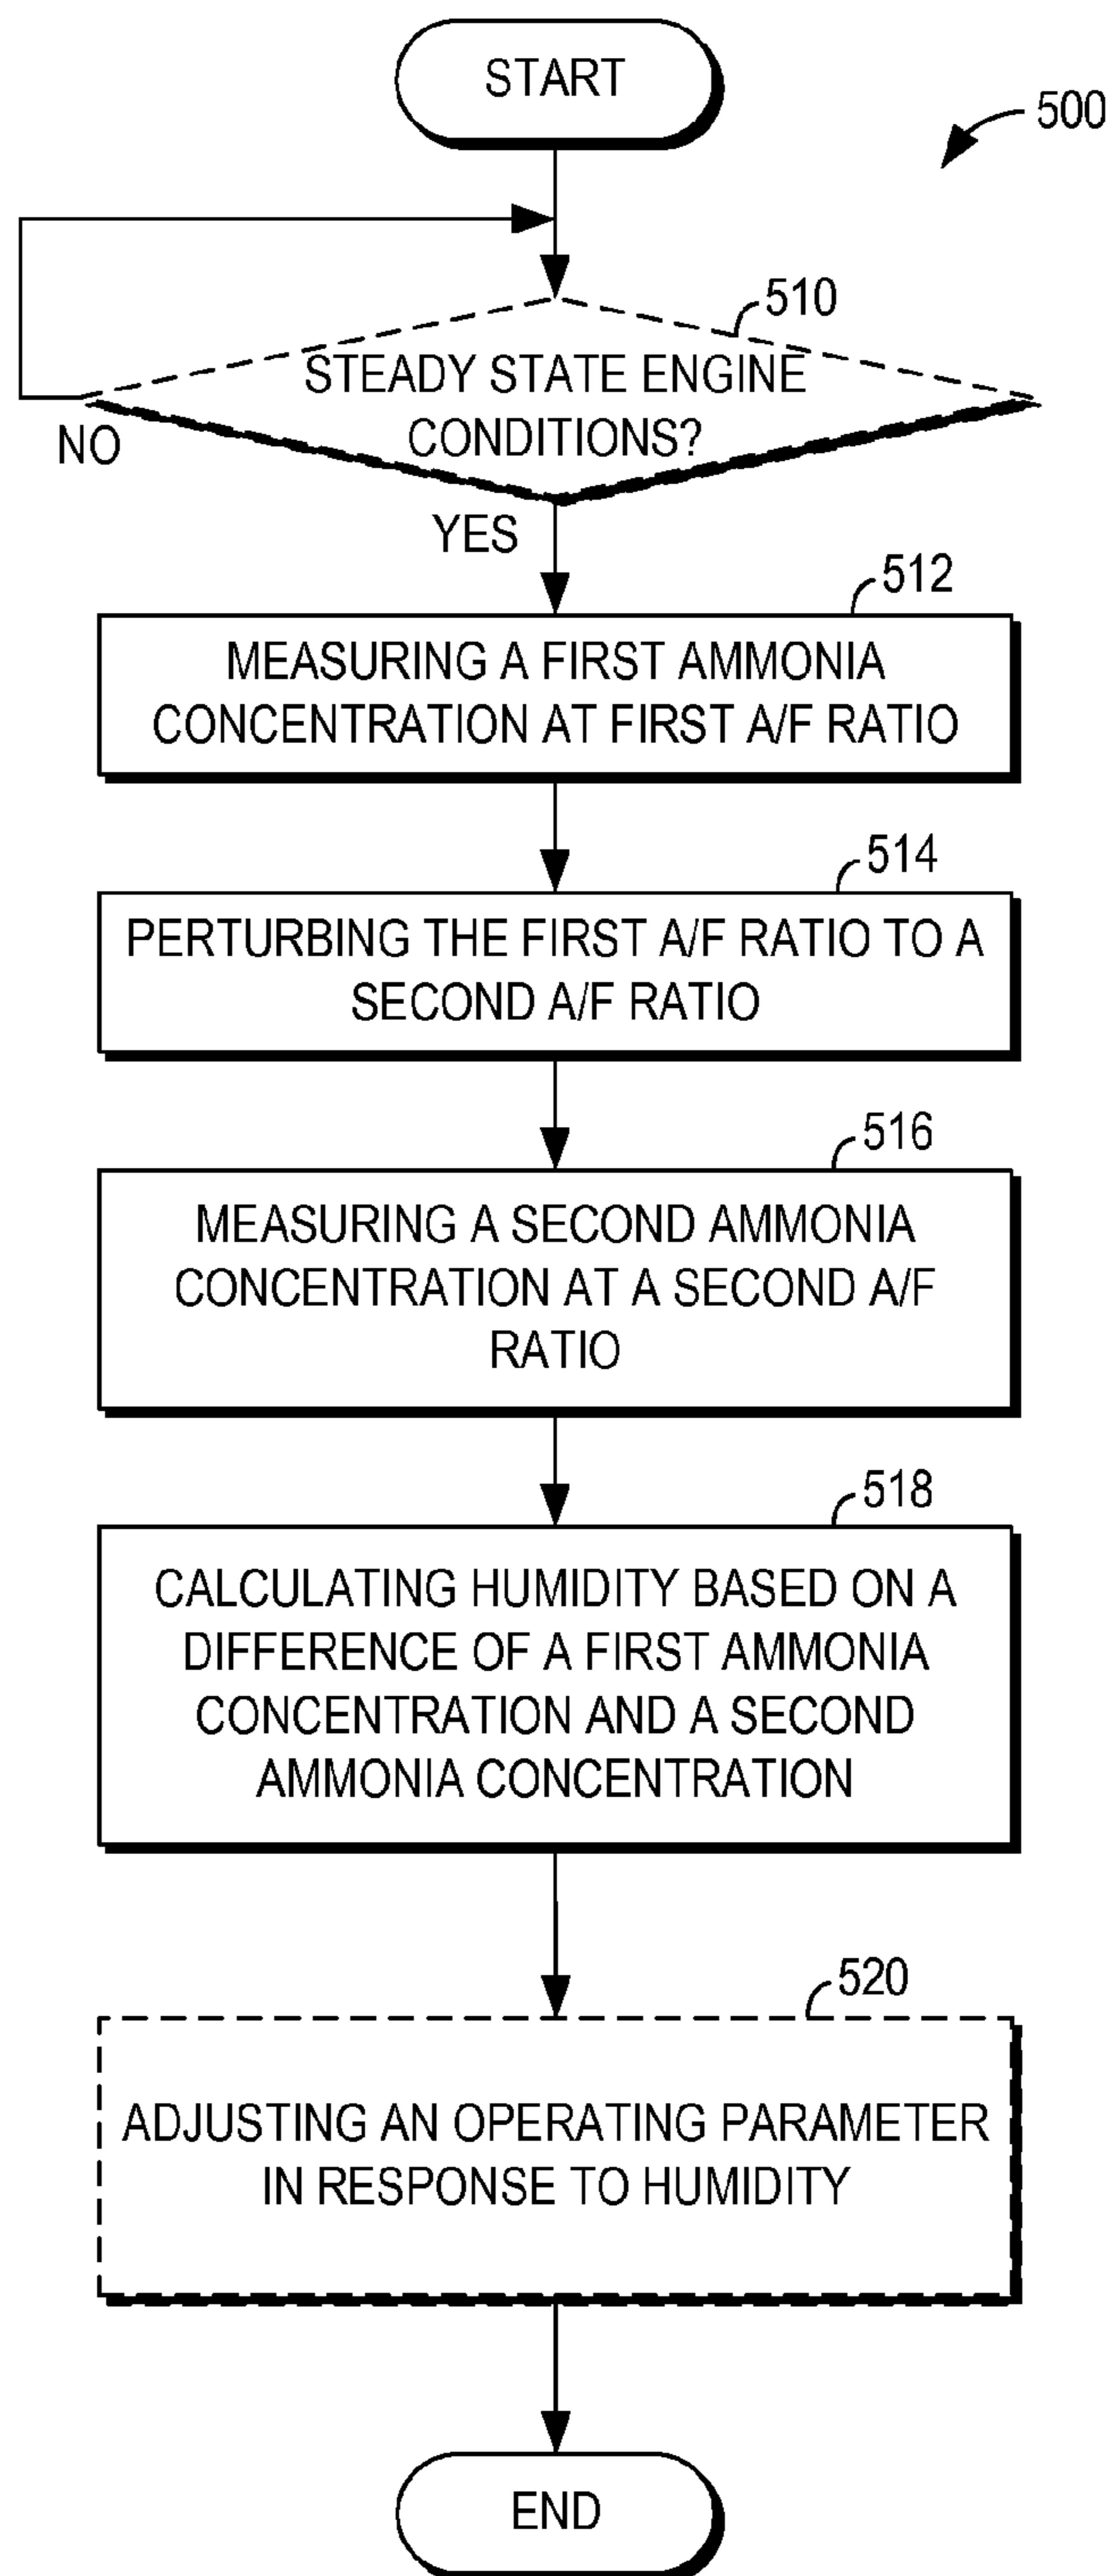 START
500
510
STEADY STATE ENGINE
CONDITIONS?
NO
YES
512
MEASURING A FIRST AMMONIA
CONCENTRATION AT FIRST A/F RATIO
514
PERTURBING THE FIRST A/F RATIO TO A
SECOND A/F RATIO
516
MEASURING A SECOND AMMONIA
CONCENTRATION AT A SECOND A/F
RATIO
518
CALCULATING HUMIDITY BASED ON A
DIFFERENCE OF A FIRST AMMONIA
CONCENTRATION AND A SECOND
AMMONIA CONCENTRATION
520
ADJUSTING AN OPERATING PARAMETER
IN RESPONSE TO HUMIDITY
END